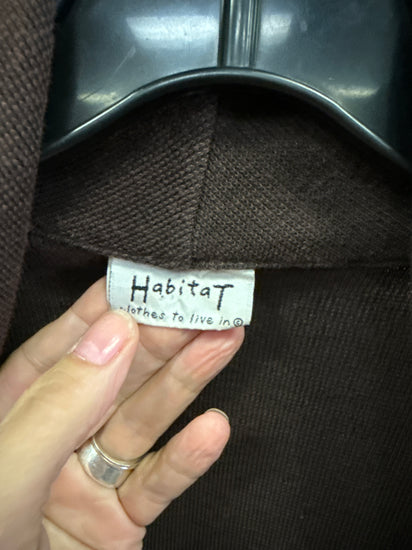 HabitaT
clothes to live in ©